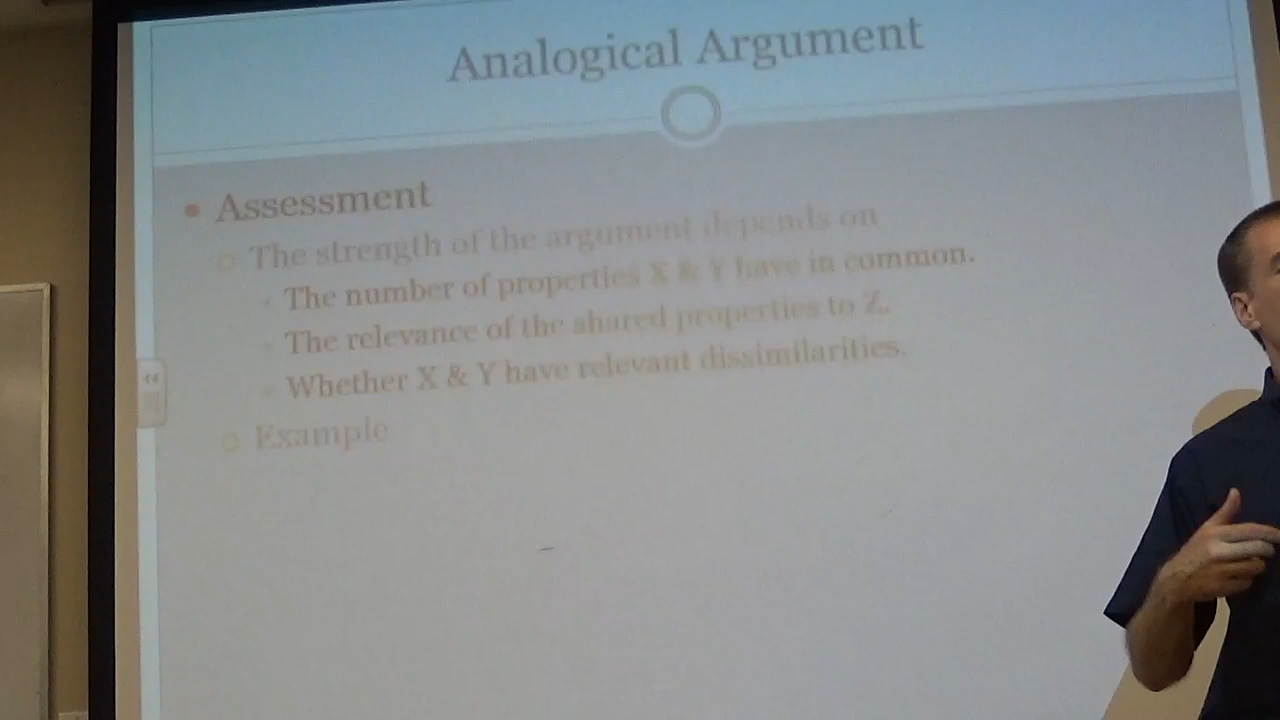 Analogical Argument
Assessment
The strength of the argument depends on
The number of properties X & Y have in common.
The relevance of the shared properties to Z.
Whether X & Y have relevant dissimilarities.
Example